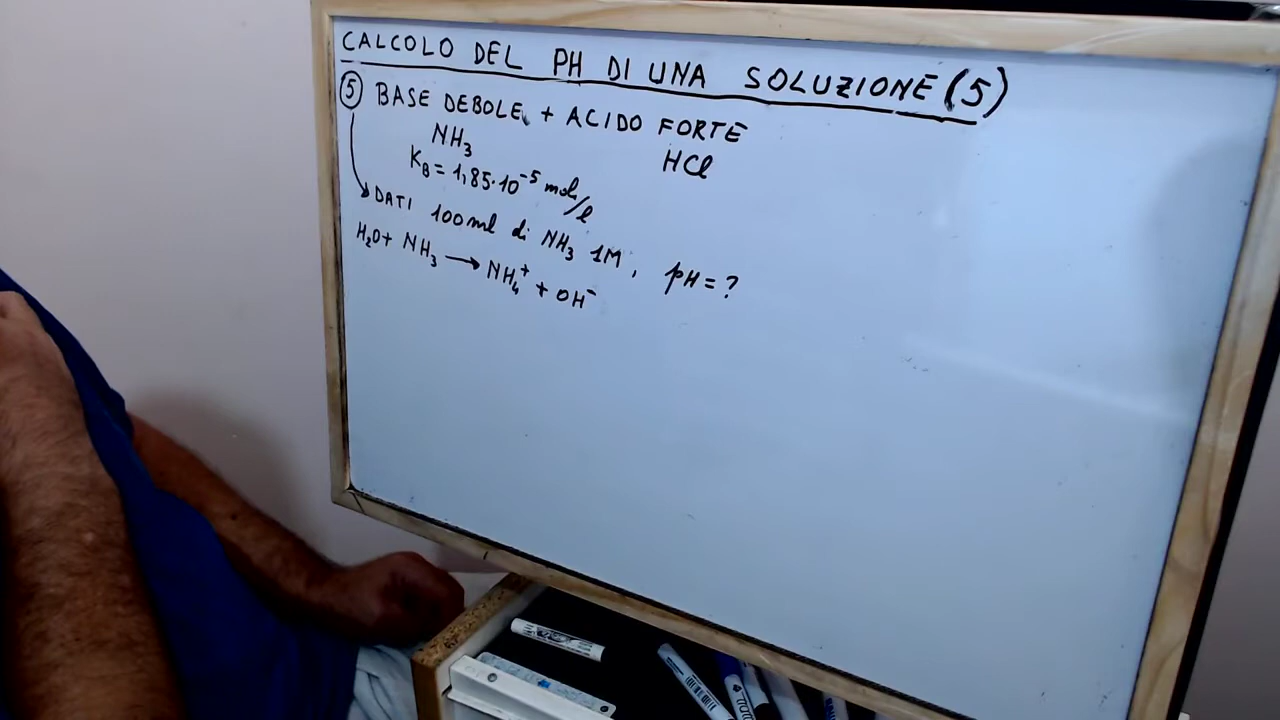 CALCOLO DEL PH DI UNA SOLUZIONE (5)
⑤ BASE DEBOLE + ACIDO FORTE
NH₃ HCl
K_B = 1,85·10⁻⁵ mol/l
DATI 100ml di NH₃ 1M, pH = ?
H₂O + NH₃ → NH₄⁺ + OH⁻